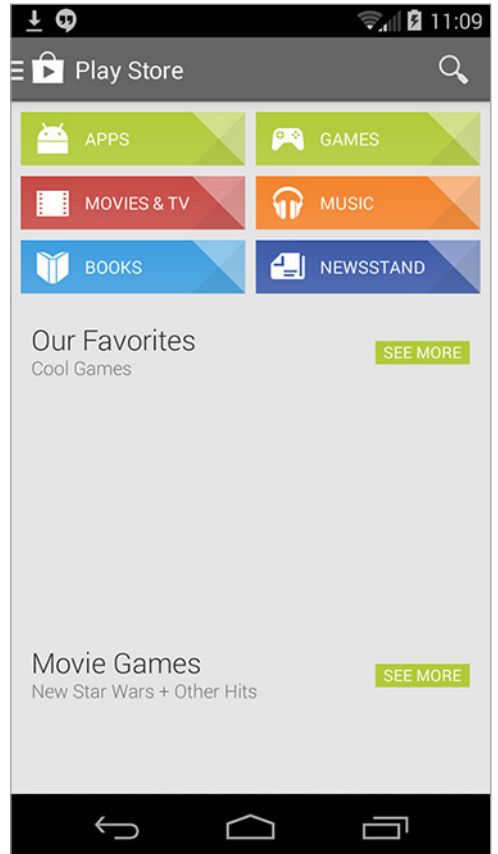 11:09
Play Store
APPS
GAMES
MOVIES & TV
MUSIC
BOOKS
NEWSSTAND
Our Favorites
SEE MORE
Cool Games
Movie Games
SEE MORE
New Star Wars + Other Hits